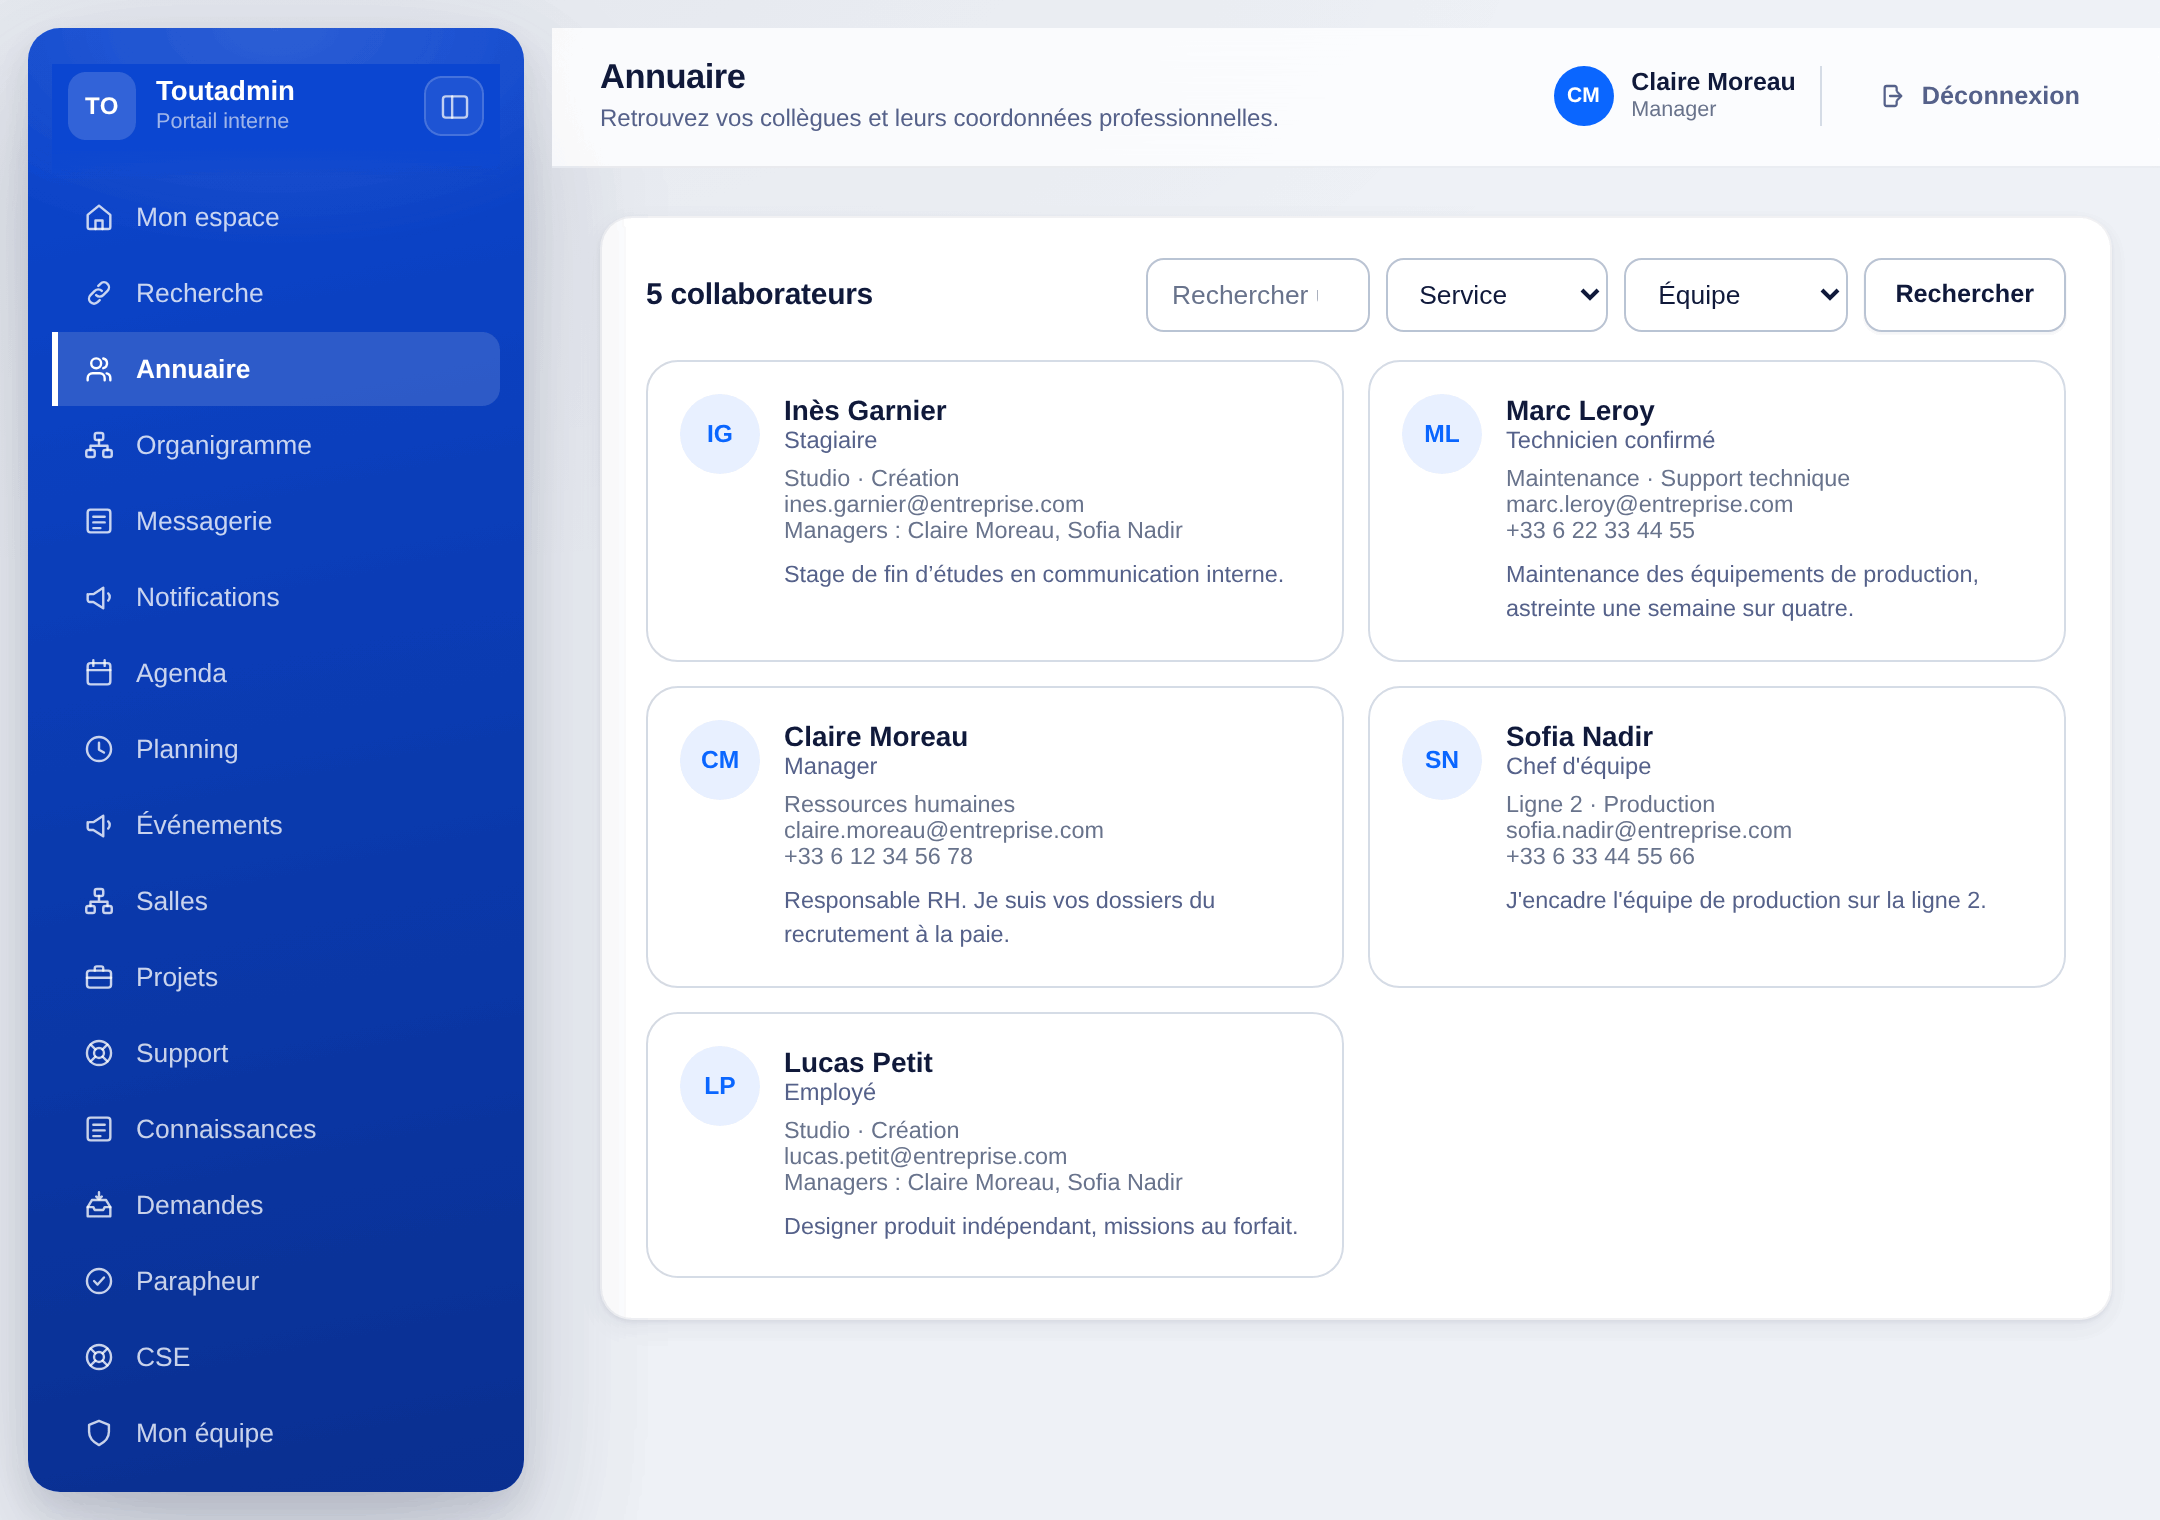 TO
Toutadmin
Portail interne
Mon espace
Recherche
Annuaire
Organigramme
Messagerie
Notifications
Agenda
Planning
Événements
Salles
Projets
Support
Connaissances
Demandes
Parapheur
CSE
Mon équipe
Annuaire
Retrouvez vos collègues et leurs coordonnées professionnelles.
CM
Claire Moreau
Manager
Déconnexion
5 collaborateurs
Rechercher
Service
Équipe
Rechercher
IG
Inès Garnier
Stagiaire
Studio · Création
ines.garnier@entreprise.com
Managers : Claire Moreau, Sofia Nadir
Stage de fin d’études en communication interne.
ML
Marc Leroy
Technicien confirmé
Maintenance · Support technique
marc.leroy@entreprise.com
+33 6 22 33 44 55
Maintenance des équipements de production,
astreinte une semaine sur quatre.
CM
Claire Moreau
Manager
Ressources humaines
claire.moreau@entreprise.com
+33 6 12 34 56 78
Responsable RH. Je suis vos dossiers du
recrutement à la paie.
SN
Sofia Nadir
Chef d'équipe
Ligne 2 · Production
sofia.nadir@entreprise.com
+33 6 33 44 55 66
J'encadre l'équipe de production sur la ligne 2.
LP
Lucas Petit
Employé
Studio · Création
lucas.petit@entreprise.com
Managers : Claire Moreau, Sofia Nadir
Designer produit indépendant, missions au forfait.